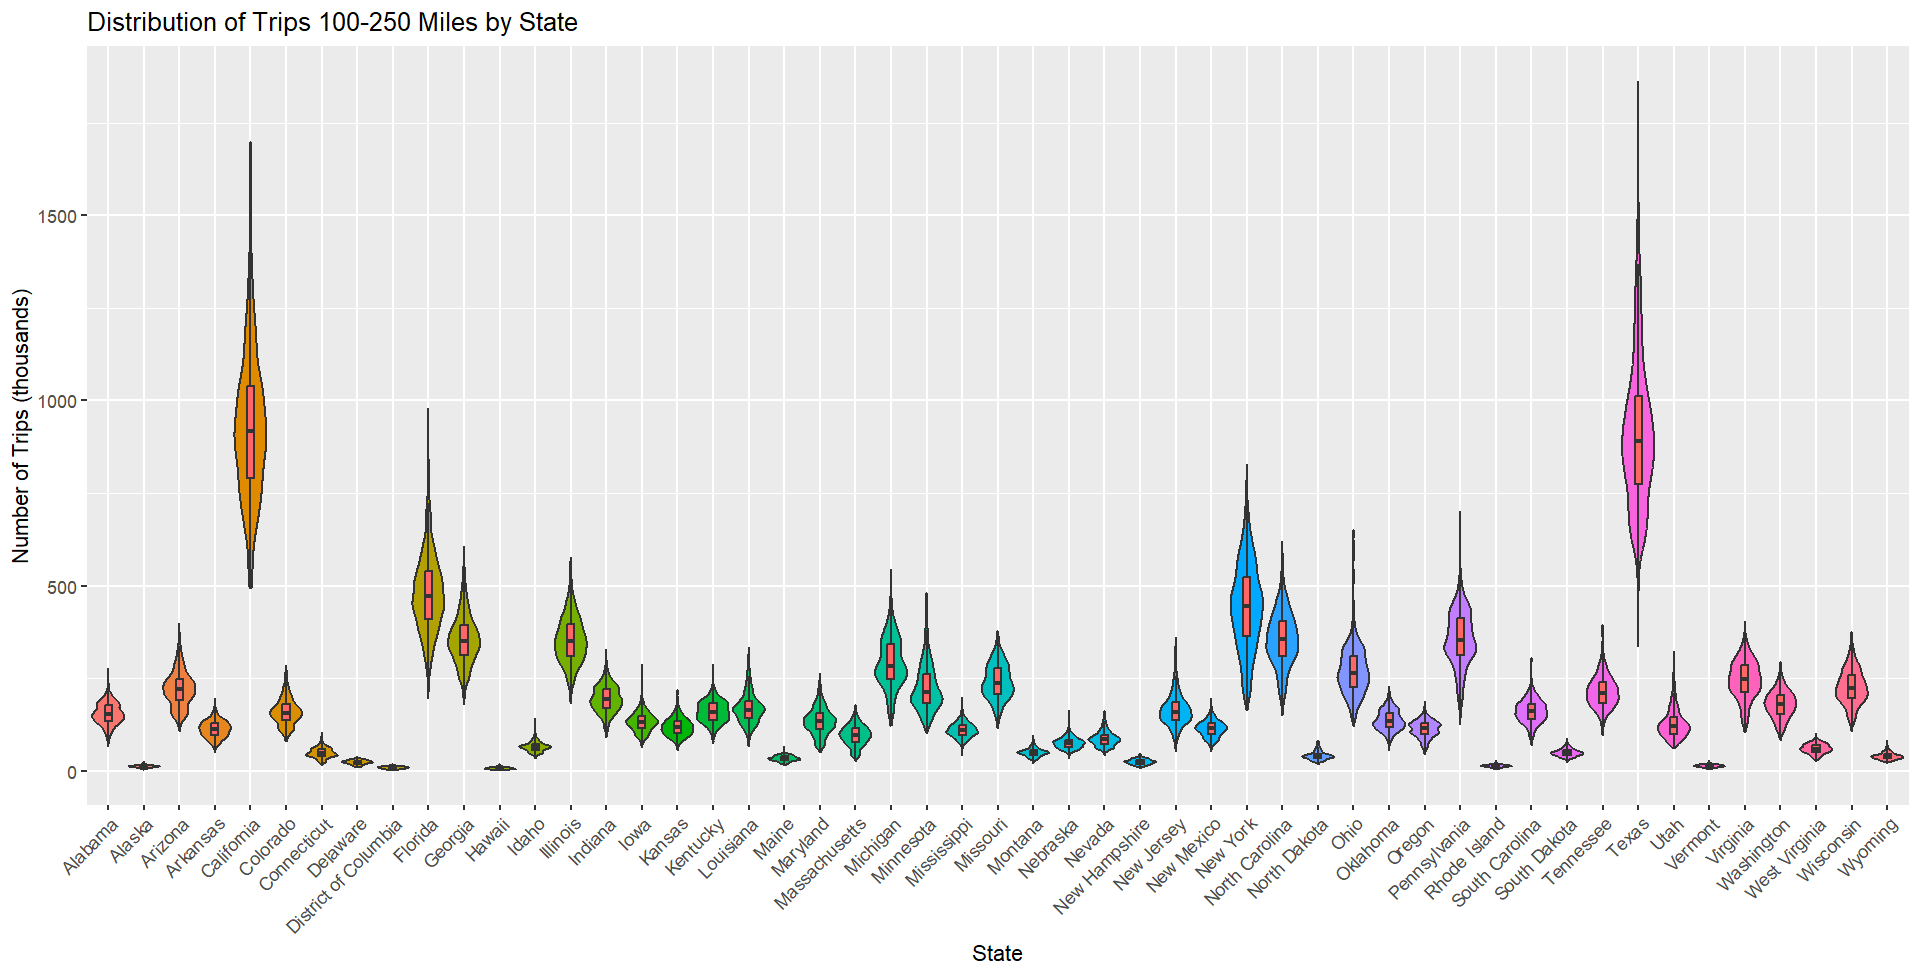 Distribution of Trips 100-250 Miles by State
Number of Trips (thousands)
1500
1000
500
0
Alabama
Alaska
Arizona
Arkansas
California
Colorado
Connecticut
Delaware
District of Columbia
Florida
Georgia
Hawaii
Idaho
Illinois
Indiana
Iowa
Kansas
Kentucky
Louisiana
Maine
Maryland
Massachusetts
Michigan
Minnesota
Mississippi
Missouri
Montana
Nebraska
Nevada
New Hampshire
New Jersey
New Mexico
New York
North Carolina
North Dakota
Ohio
Oklahoma
Oregon
Pennsylvania
Rhode Island
South Carolina
South Dakota
Tennessee
Texas
Utah
Vermont
Virginia
Washington
West Virginia
Wisconsin
Wyoming
State